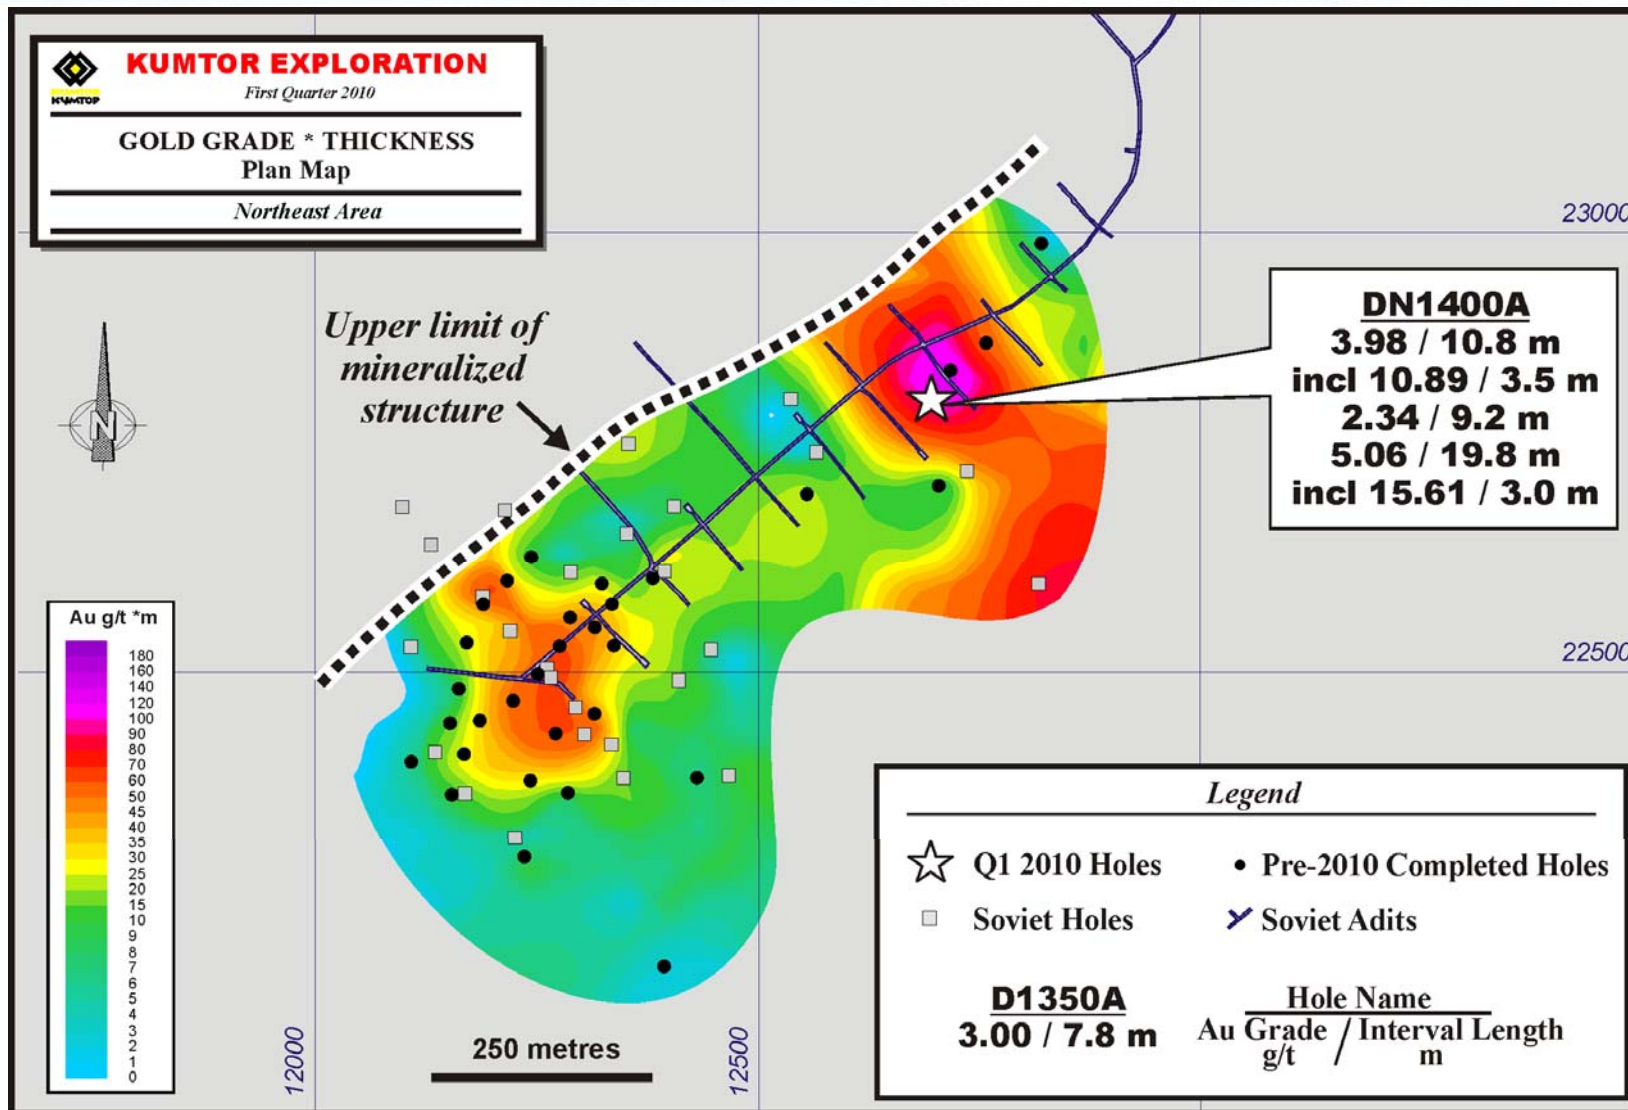 KUMTOR EXPLORATION
КУМТОР
First Quarter 2010
GOLD GRADE * THICKNESS
Plan Map
Northeast Area
23000
Upper limit of
mineralized
structure
DN1400A
3.98 / 10.8 m
incl 10.89 / 3.5 m
2.34 / 9.2 m
5.06 / 19.8 m
incl 15.61 / 3.0 m
N
Au g/t *m
180
160
140
120
100
90
80
70
60
50
45
40
35
30
25
20
15
10
9
8
7
6
5
4
3
2
1
0
22500
12000
12500
250 metres
Legend
Q1 2010 Holes
Pre-2010 Completed Holes
Soviet Holes
Soviet Adits
D1350A
3.00 / 7.8 m
Hole Name
Au Grade / Interval Length
g/t m